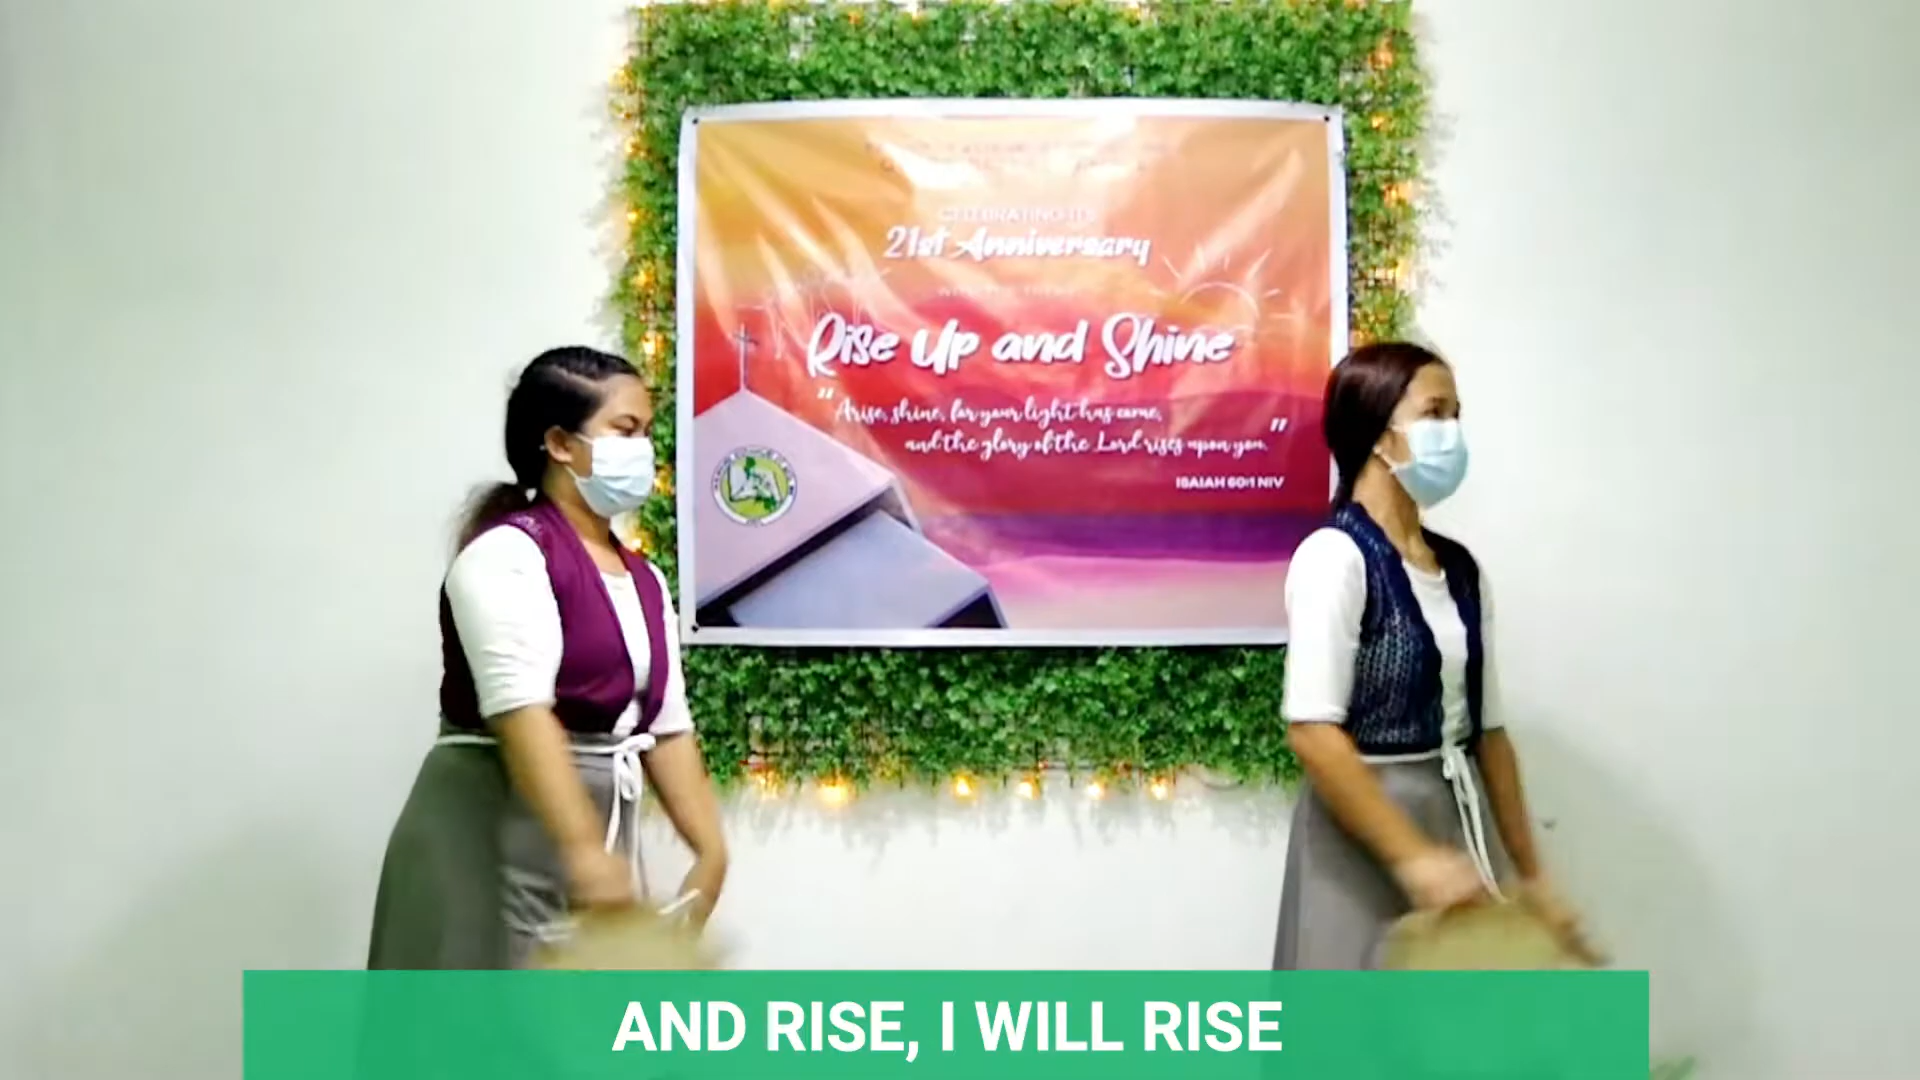 CELEBRATING ITS
21st Anniversary
Rise Up and Shine
"Arise, shine, for your light has come,
and the glory of the Lord rises upon you."
ISAIAH 60:1 NIV
AND RISE, I WILL RISE